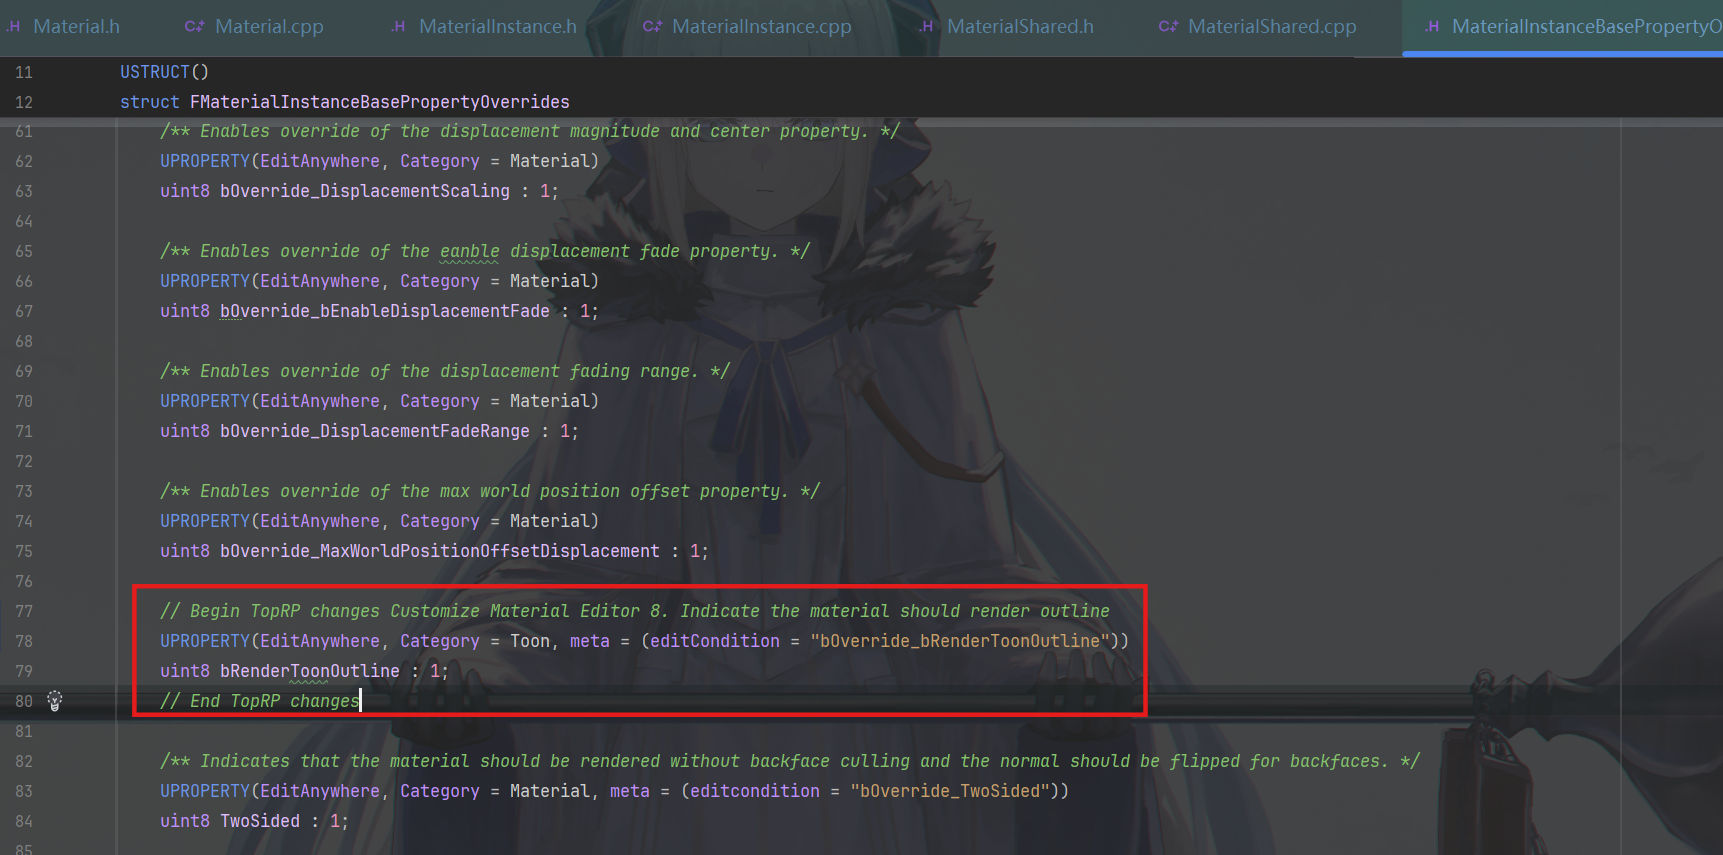 .H Material.h C++ Material.cpp .H MaterialInstance.h C++ MaterialInstance.cpp .H MaterialShared.h C++ MaterialShared.cpp .H MaterialInstanceBasePropertyO
11 USTRUCT()
12 struct FMaterialInstanceBasePropertyOverrides
61 /** Enables override of the displacement magnitude and center property. */
62 UPROPERTY(EditAnywhere, Category = Material)
63 uint8 bOverride_DisplacementScaling : 1;
64
65 /** Enables override of the eanble displacement fade property. */
66 UPROPERTY(EditAnywhere, Category = Material)
67 uint8 bOverride_bEnableDisplacementFade : 1;
68
69 /** Enables override of the displacement fading range. */
70 UPROPERTY(EditAnywhere, Category = Material)
71 uint8 bOverride_DisplacementFadeRange : 1;
72
73 /** Enables override of the max world position offset property. */
74 UPROPERTY(EditAnywhere, Category = Material)
75 uint8 bOverride_MaxWorldPositionOffsetDisplacement : 1;
76
77 // Begin TopRP changes Customize Material Editor 8. Indicate the material should render outline
78 UPROPERTY(EditAnywhere, Category = Toon, meta = (editCondition = "bOverride_bRenderToonOutline"))
79 uint8 bRenderToonOutline : 1;
80 // End TopRP changes
81
82 /** Indicates that the material should be rendered without backface culling and the normal should be flipped for backfaces. */
83 UPROPERTY(EditAnywhere, Category = Material, meta = (editcondition = "bOverride_TwoSided"))
84 uint8 TwoSided : 1;
85